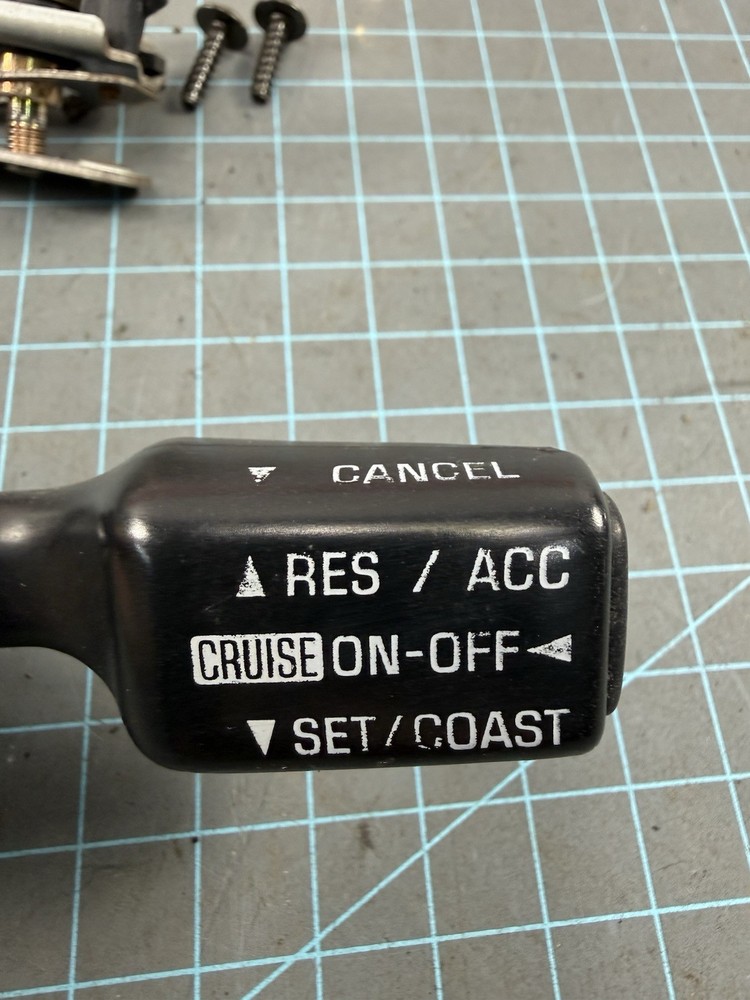 ▼ CANCEL
▲ RES / ACC
CRUISE ON-OFF ◀
▼ SET/COAST